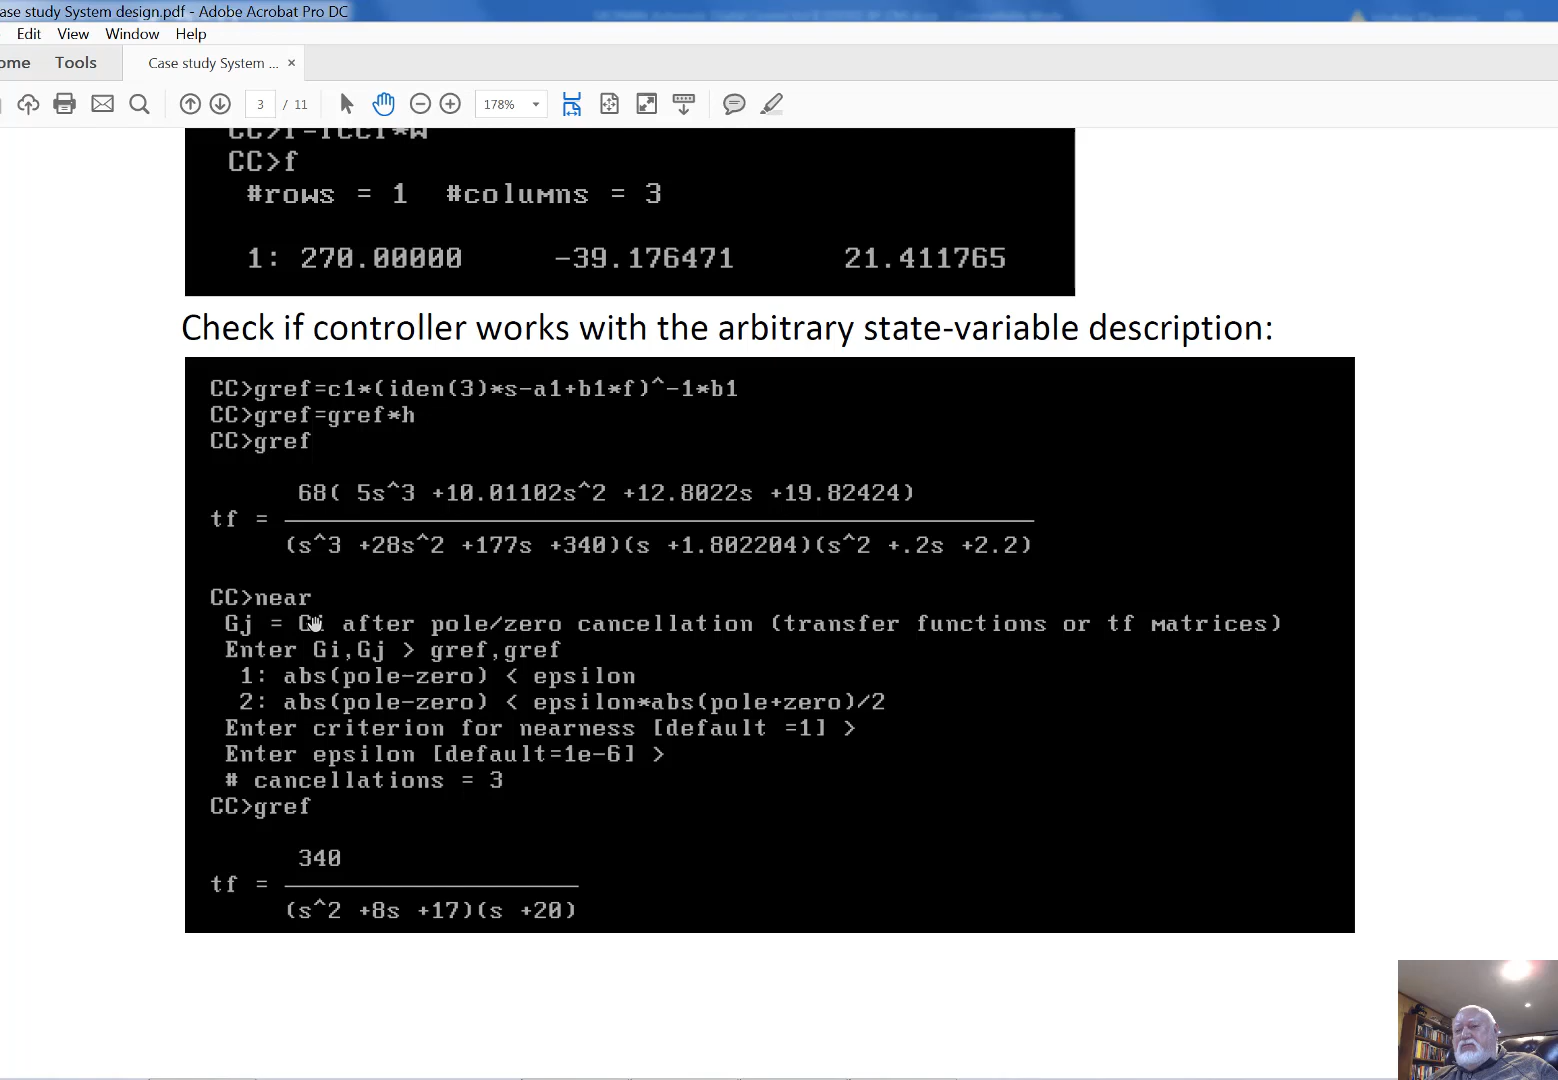 ase study System design.pdf - Adobe Acrobat Pro DC
Edit View Window Help
ome Tools Case study System ... ×
3 / 11 178%
CC>f
#rows = 1 #columns = 3
1: 270.00000 -39.176471 21.411765
Check if controller works with the arbitrary state-variable description:
CC>gref=c1*(iden(3)*s-a1+b1*f)^-1*b1
CC>gref=gref*h
CC>gref
68( 5s^3 +10.01102s^2 +12.8022s +19.82424)
tf =
(s^3 +28s^2 +177s +340)(s +1.802204)(s^2 +.2s +2.2)
CC>near
Gj = after pole/zero cancellation (transfer functions or tf matrices)
Enter Gi,Gj > gref,gref
1: abs(pole-zero) < epsilon
2: abs(pole-zero) < epsilon*abs(pole+zero)/2
Enter criterion for nearness [default =1] >
Enter epsilon [default=1e-6] >
# cancellations = 3
CC>gref
340
tf =
(s^2 +8s +17)(s +20)